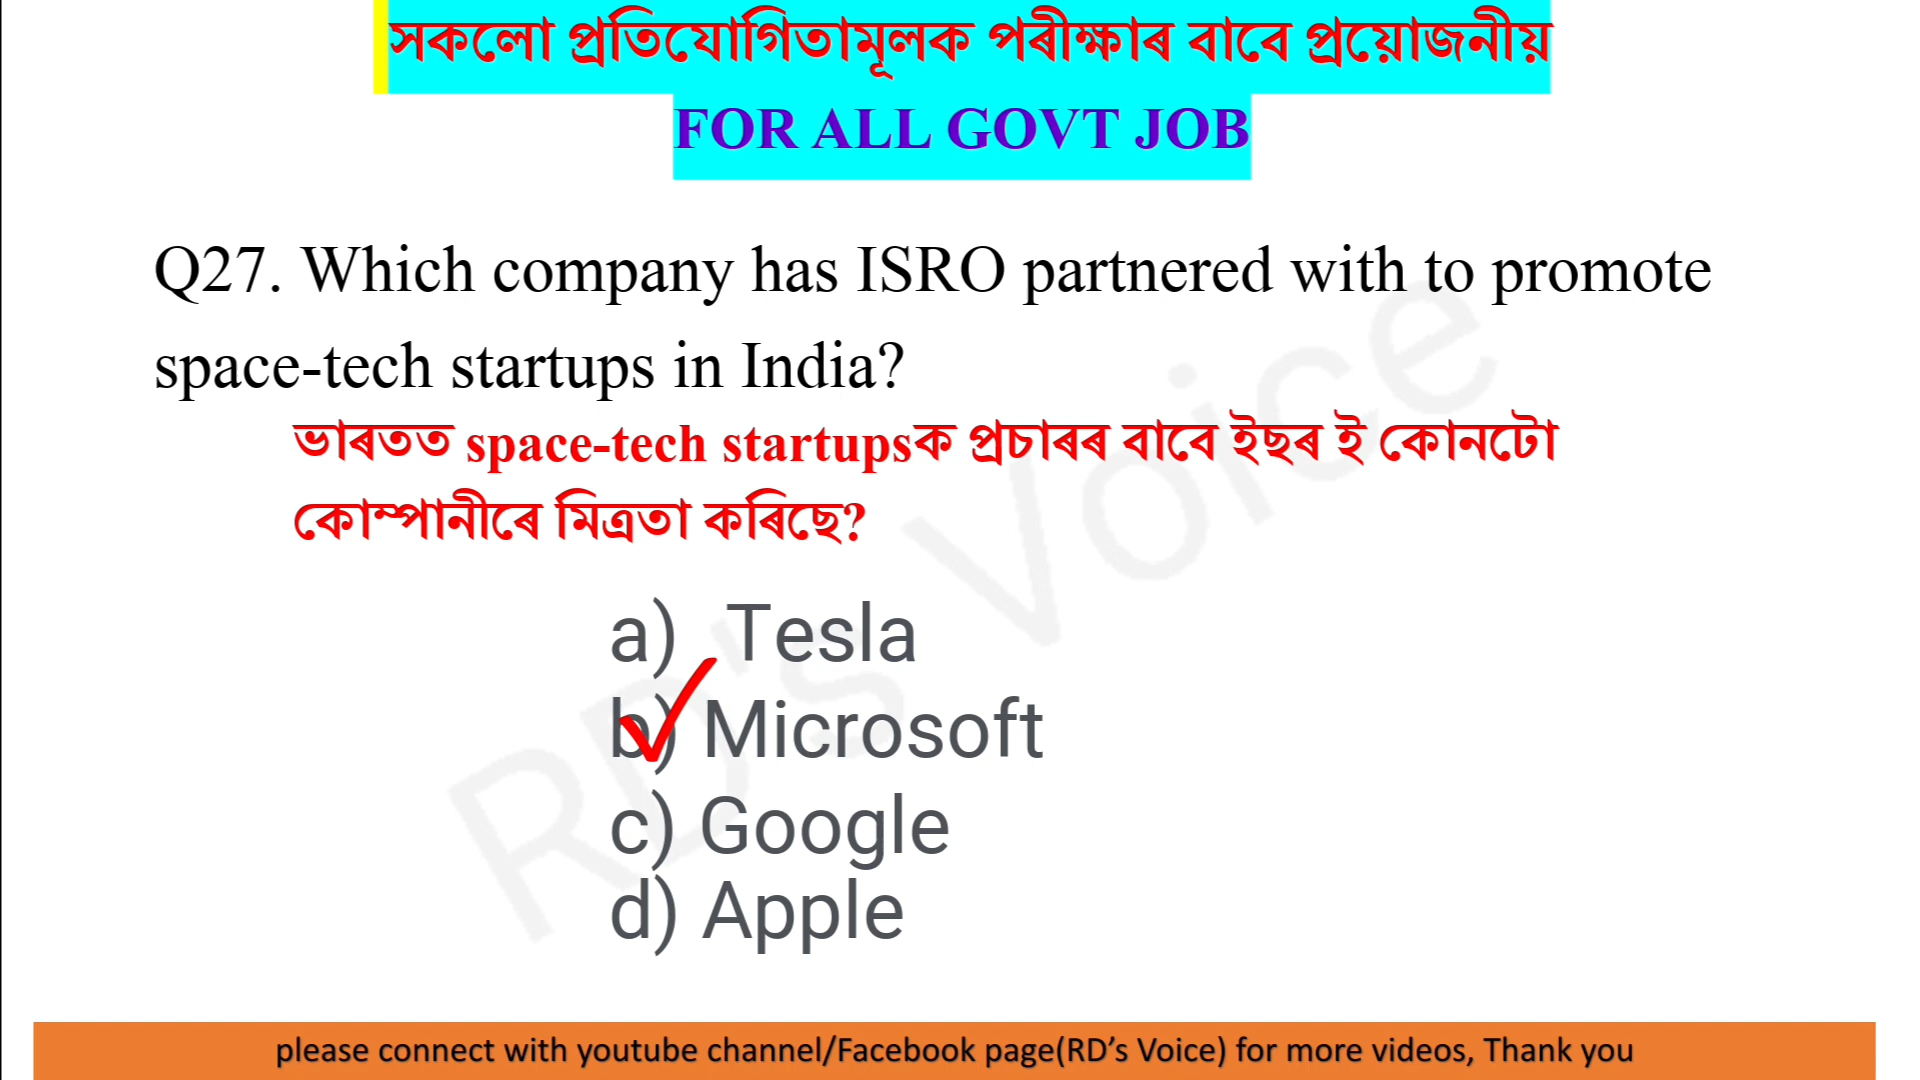 সকলো প্ৰতিযোগিতামূলক পৰীক্ষাৰ বাবে প্ৰয়োজনীয়
FOR ALL GOVT JOB
Q27. Which company has ISRO partnered with to promote
space-tech startups in India?
ভাৰতত space-tech startupsক প্ৰচাৰৰ বাবে ইছৰ ই কোনটো
কোম্পানীৰে মিত্ৰতা কৰিছে?
a) Tesla
b) Microsoft
c) Google
d) Apple
RD's Voice
please connect with youtube channel/Facebook page(RD’s Voice) for more videos, Thank you